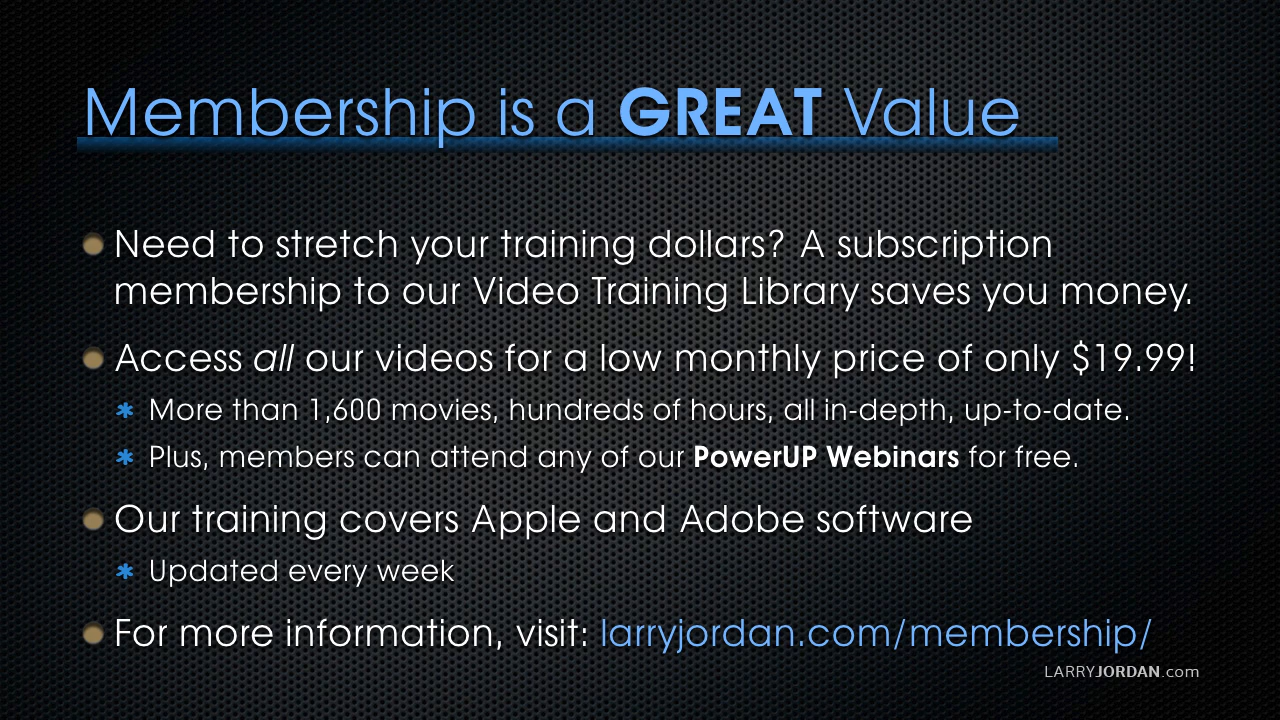 Membership is a GREAT Value
Need to stretch your training dollars? A subscription
membership to our Video Training Library saves you money.
Access all our videos for a low monthly price of only $19.99!
More than 1,600 movies, hundreds of hours, all in-depth, up-to-date.
Plus, members can attend any of our PowerUP Webinars for free.
Our training covers Apple and Adobe software
Updated every week
For more information, visit: larryjordan.com/membership/
LARRYJORDAN.com